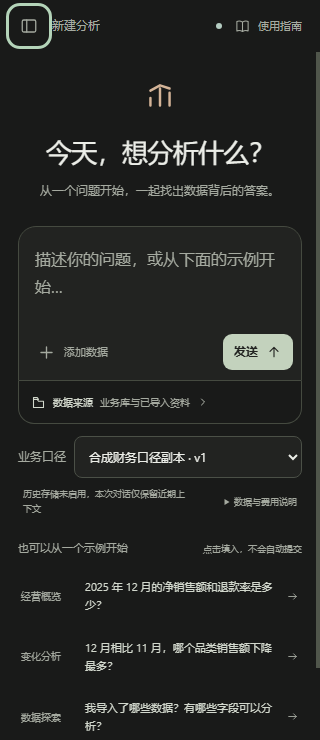 新建分析
使用指南
今天，想分析什么？
从一个问题开始，一起找出数据背后的答案。
描述你的问题，或从下面的示例开
始...
添加数据
发送
数据来源 业务库与已导入资料
业务口径
合成财务口径副本 · v1
历史存储未启用，本次对话仅保留近期上
下文
数据与费用说明
也可以从一个示例开始
点击填入，不会自动提交
经营概览
2025 年 12 月的净销售额和退款率是多
少？
变化分析
12 月相比 11 月，哪个品类销售额下降
最多？
数据探索
我导入了哪些数据？有哪些字段可以分
析？